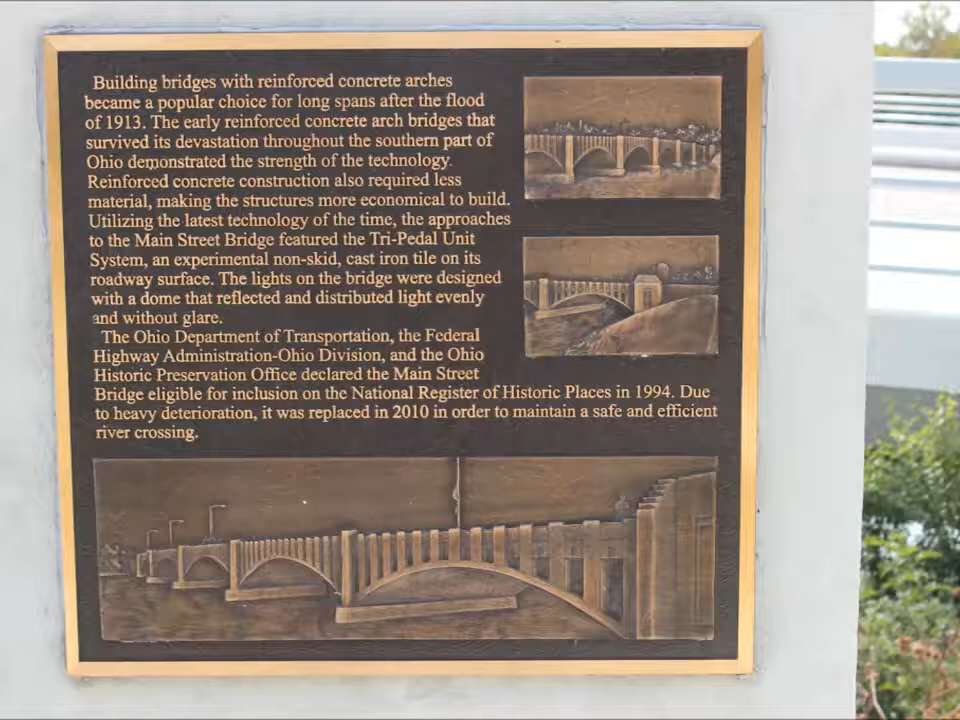 Building bridges with reinforced concrete arches
became a popular choice for long spans after the flood
of 1913. The early reinforced concrete arch bridges that
survived its devastation throughout the southern part of
Ohio demonstrated the strength of the technology.
Reinforced concrete construction also required less
material, making the structures more economical to build.
Utilizing the latest technology of the time, the approaches
to the Main Street Bridge featured the Tri-Pedal Unit
System, an experimental non-skid, cast iron tile on its
roadway surface. The lights on the bridge were designed
with a dome that reflected and distributed light evenly
and without glare.
The Ohio Department of Transportation, the Federal
Highway Administration-Ohio Division, and the Ohio
Historic Preservation Office declared the Main Street
Bridge eligible for inclusion on the National Register of Historic Places in 1994. Due
to heavy deterioration, it was replaced in 2010 in order to maintain a safe and efficient
river crossing.